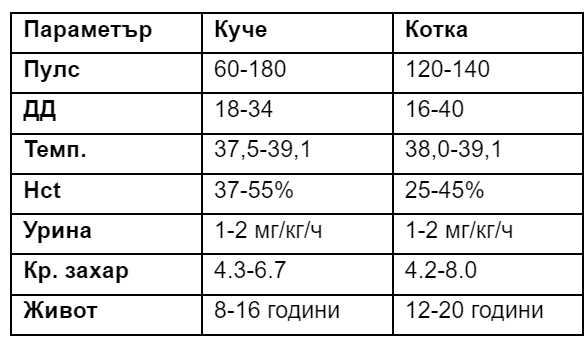 Параметър Куче Котка
Пулс 60-180 120-140
ДД 18-34 16-40
Темп. 37,5-39,1 38,0-39,1
Hct 37-55% 25-45%
Урина 1-2 мг/кг/ч 1-2 мг/кг/ч
Кр. захар 4.3-6.7 4.2-8.0
Живот 8-16 години 12-20 години